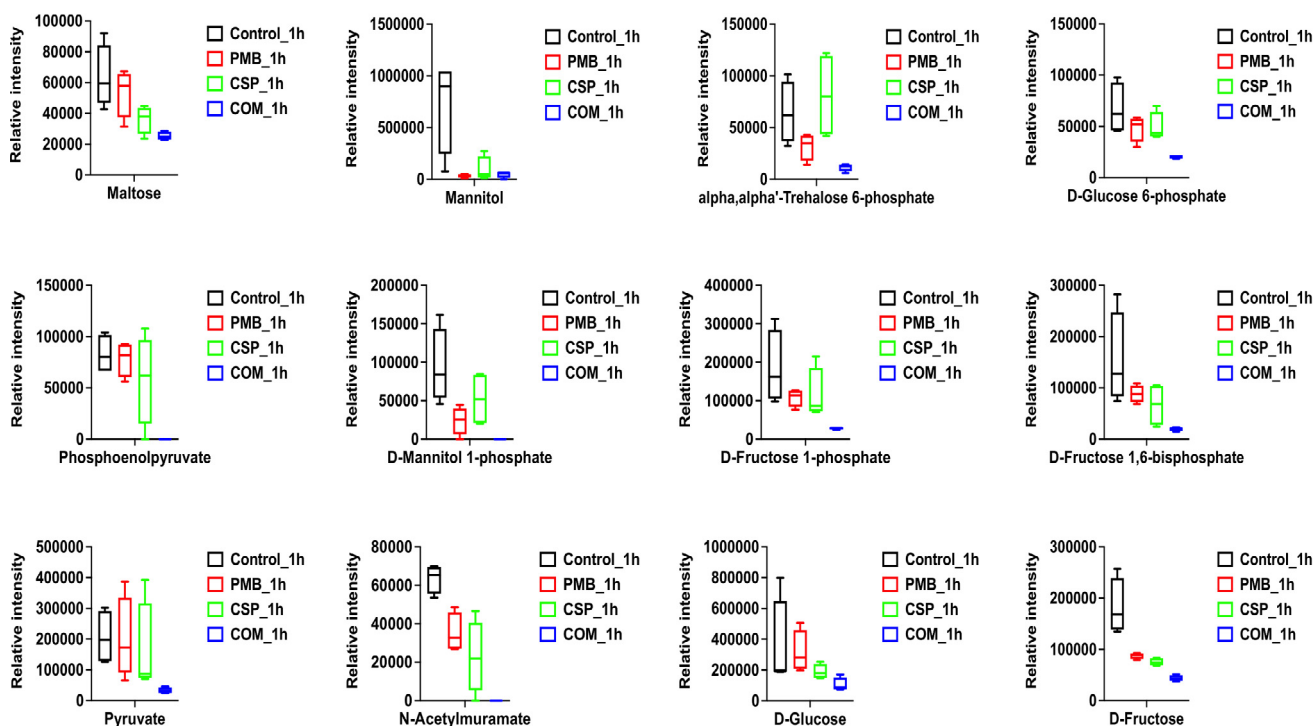 Relative intensity
100000
80000
60000
40000
20000
0
Maltose
Control_1h
PMB_1h
CSP_1h
COM_1h
Relative intensity
1500000
1000000
500000
0
Mannitol
Control_1h
PMB_1h
CSP_1h
COM_1h
Relative intensity
150000
100000
50000
0
alpha,alpha'-Trehalose 6-phosphate
Control_1h
PMB_1h
CSP_1h
COM_1h
Relative intensity
150000
100000
50000
0
D-Glucose 6-phosphate
Control_1h
PMB_1h
CSP_1h
COM_1h
Relative intensity
150000
100000
50000
0
Phosphoenolpyruvate
Control_1h
PMB_1h
CSP_1h
COM_1h
Relative intensity
200000
150000
100000
50000
0
D-Mannitol 1-phosphate
Control_1h
PMB_1h
CSP_1h
COM_1h
Relative intensity
400000
300000
200000
100000
0
D-Fructose 1-phosphate
Control_1h
PMB_1h
CSP_1h
COM_1h
Relative intensity
300000
200000
100000
0
D-Fructose 1,6-bisphosphate
Control_1h
PMB_1h
CSP_1h
COM_1h
Relative intensity
500000
400000
300000
200000
100000
0
Pyruvate
Control_1h
PMB_1h
CSP_1h
COM_1h
Relative intensity
80000
60000
40000
20000
0
N-Acetylmuramate
Control_1h
PMB_1h
CSP_1h
COM_1h
Relative intensity
1000000
800000
600000
400000
200000
0
D-Glucose
Control_1h
PMB_1h
CSP_1h
COM_1h
Relative intensity
300000
200000
100000
0
D-Fructose
Control_1h
PMB_1h
CSP_1h
COM_1h